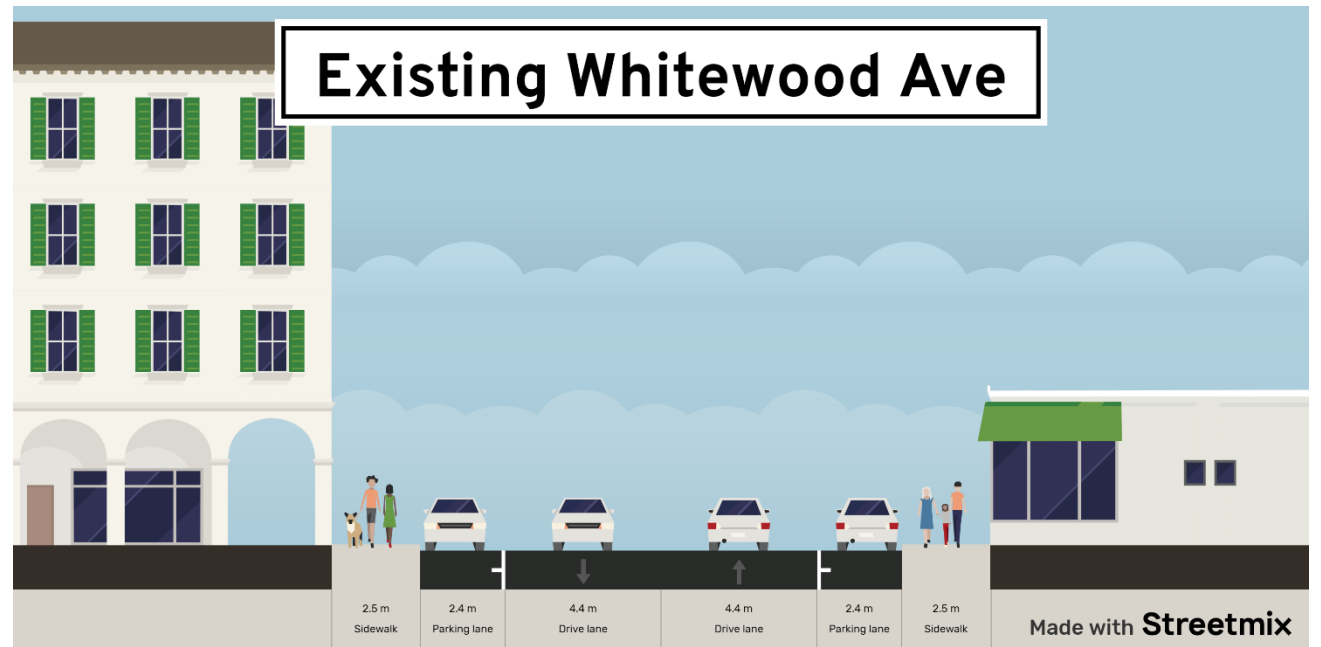 Existing Whitewood Ave
2.5 m
Sidewalk
2.4 m
Parking lane
4.4 m
Drive lane
4.4 m
Drive lane
2.4 m
Parking lane
2.5 m
Sidewalk
Made with Streetmix